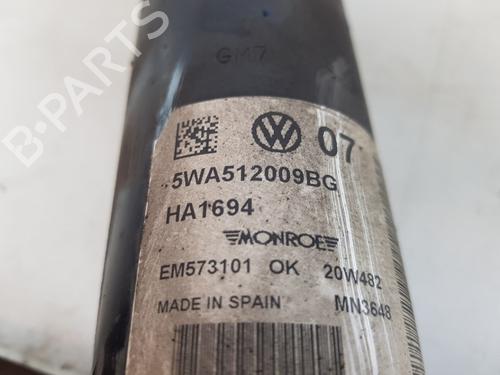 GM7
07
5WA512009BG
HA1694
MONROE
EM573101 OK 20W482
MADE IN SPAIN MN3648
B-PARTS